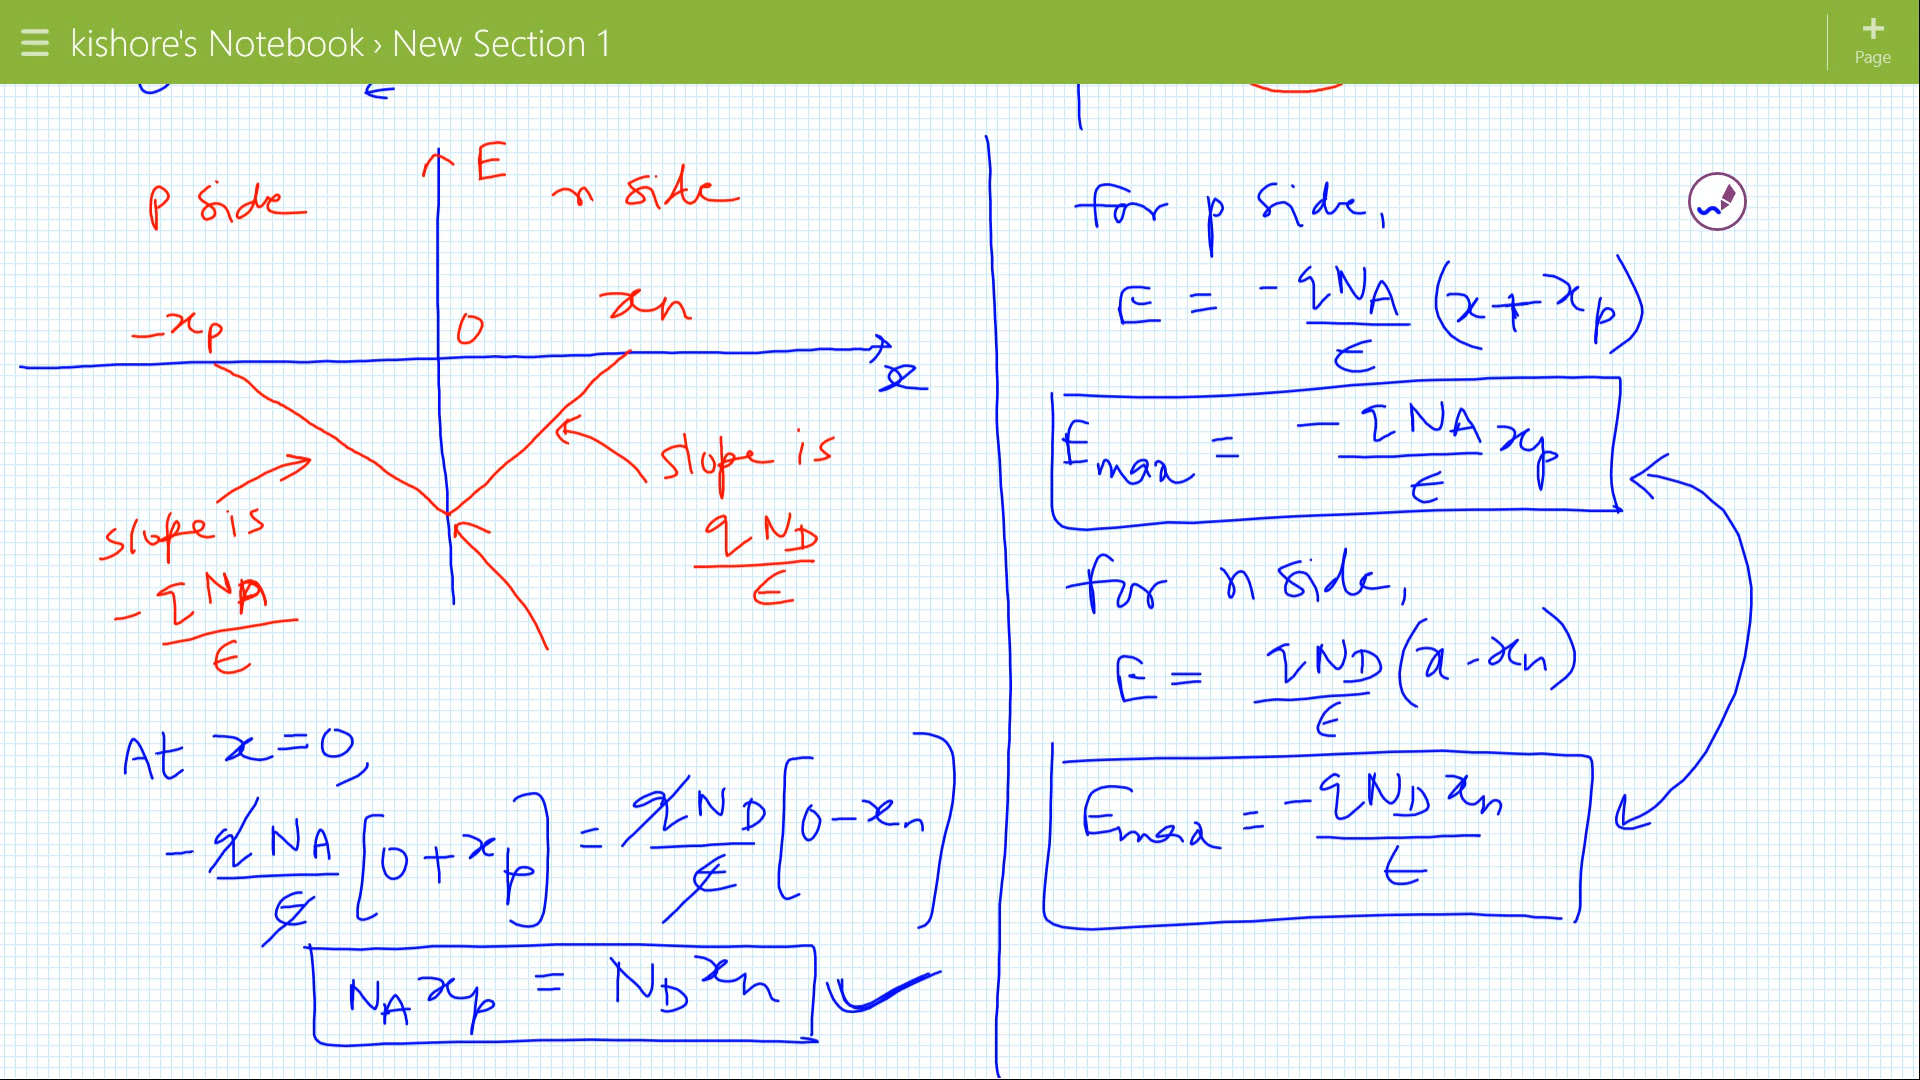 kishore's Notebook › New Section 1
Page
E
p side
n side
-xp
0
xn
x
slope is
qND/ϵ
slope is
-qNA/ϵ
At x=0,
-qNA/ϵ [0+xp] = qND/ϵ [0-xn]
NAxp = NDxn
for p side,
E = -qNA/ϵ (x+xp)
Emax = -qNA/ϵ xp
for n side,
E = qND/ϵ (x-xn)
Emax = -qNDxn/ϵ